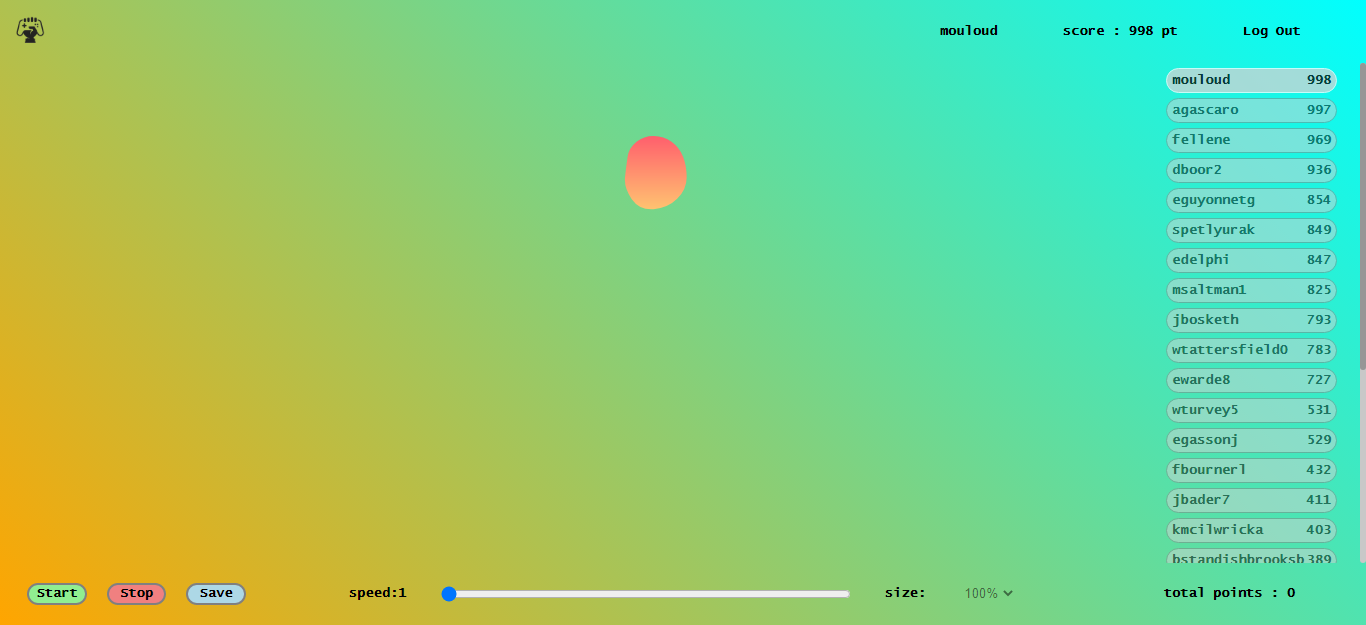 mouloud score : 998 pt Log Out
mouloud 998
agascaro 997
fellene 969
dboor2 936
eguyonnetg 854
spetlyurak 849
edelphi 847
msaltman1 825
jbosketh 793
wtattersfield0 783
ewarde8 727
wturvey5 531
egassonj 529
fbournerl 432
jbader7 411
kmcilwricka 403
bstandishbrooksb 389
Start Stop Save speed:1 size: 100% total points : 0